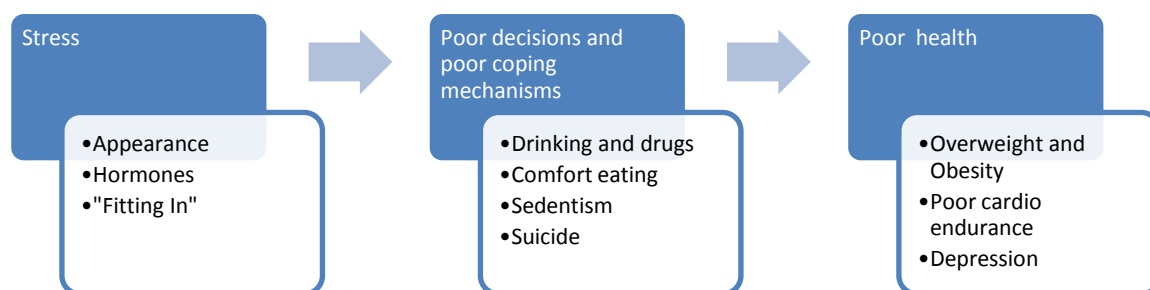 Stress
•Appearance
•Hormones
•"Fitting In"
Poor decisions and
poor coping
mechanisms
•Drinking and drugs
•Comfort eating
•Sedentism
•Suicide
Poor health
•Overweight and
Obesity
•Poor cardio
endurance
•Depression